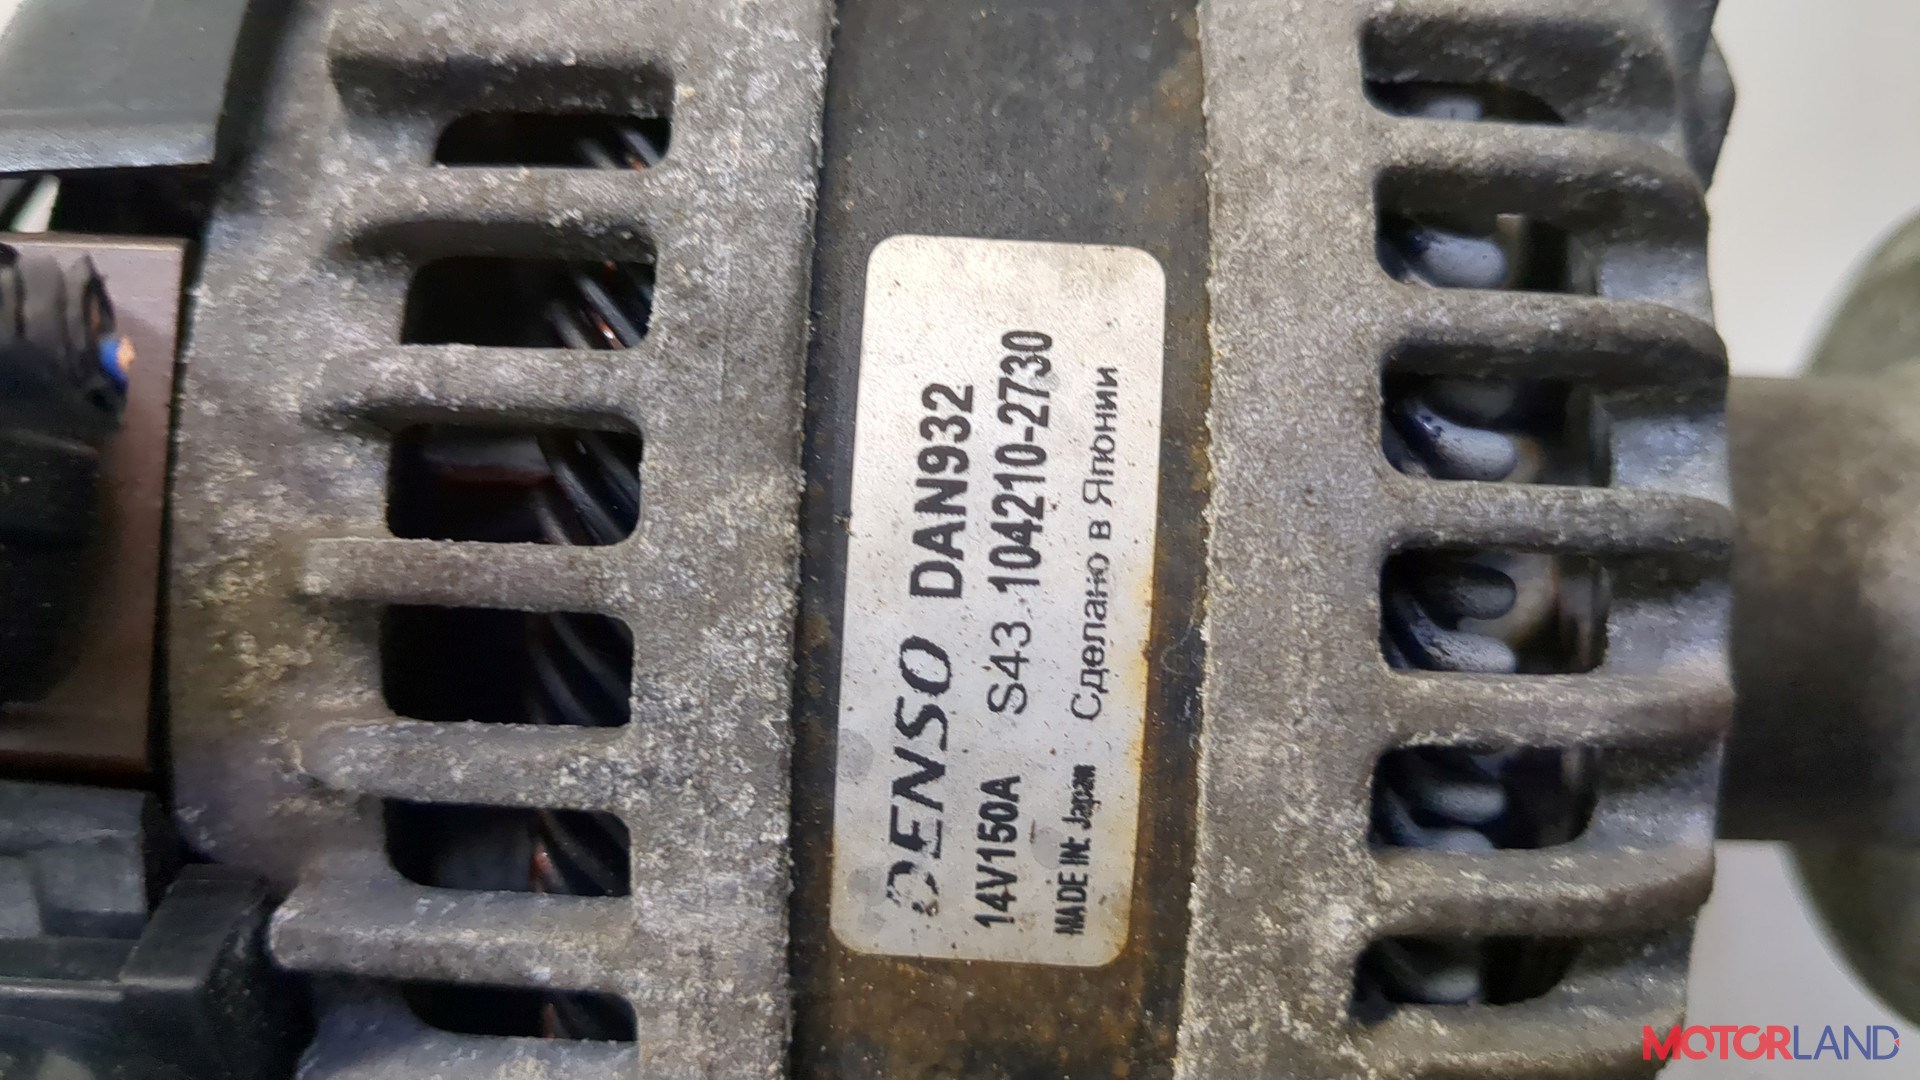 DENSO DAN932
14V150A S43 104210-2730
MADE IN: Japan Сделано в Японии
MOTORLAND